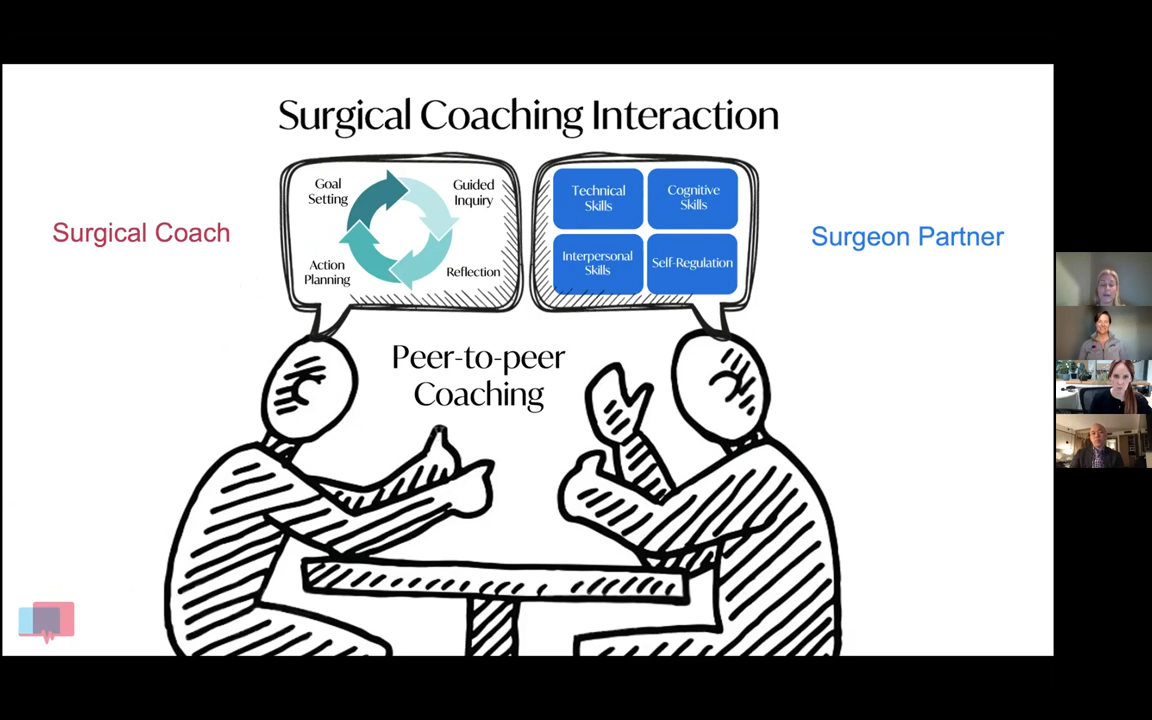 Surgical Coaching Interaction
Surgical Coach
Goal
Setting
Guided
Inquiry
Action
Planning
Reflection
Technical
Skills
Cognitive
Skills
Interpersonal
Skills
Self-Regulation
Surgeon Partner
Peer-to-peer
Coaching